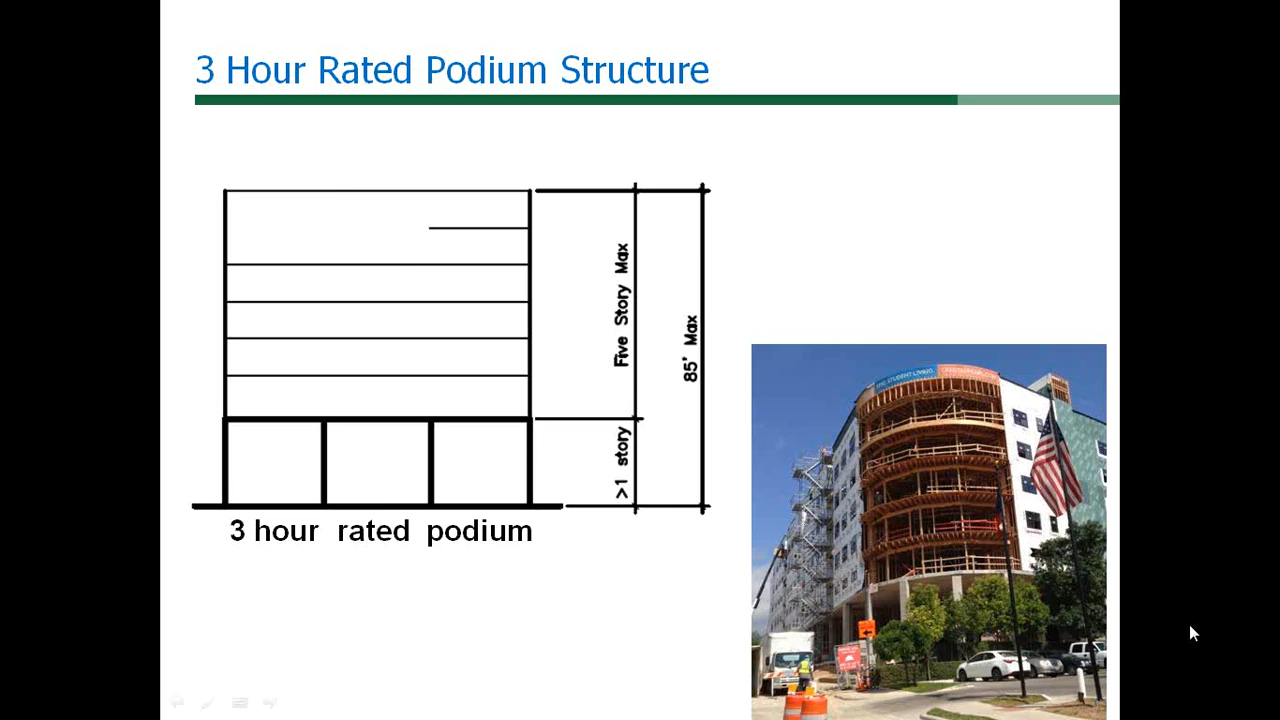 3 Hour Rated Podium Structure
Five Story Max
85' Max
>1 story
3 hour rated podium